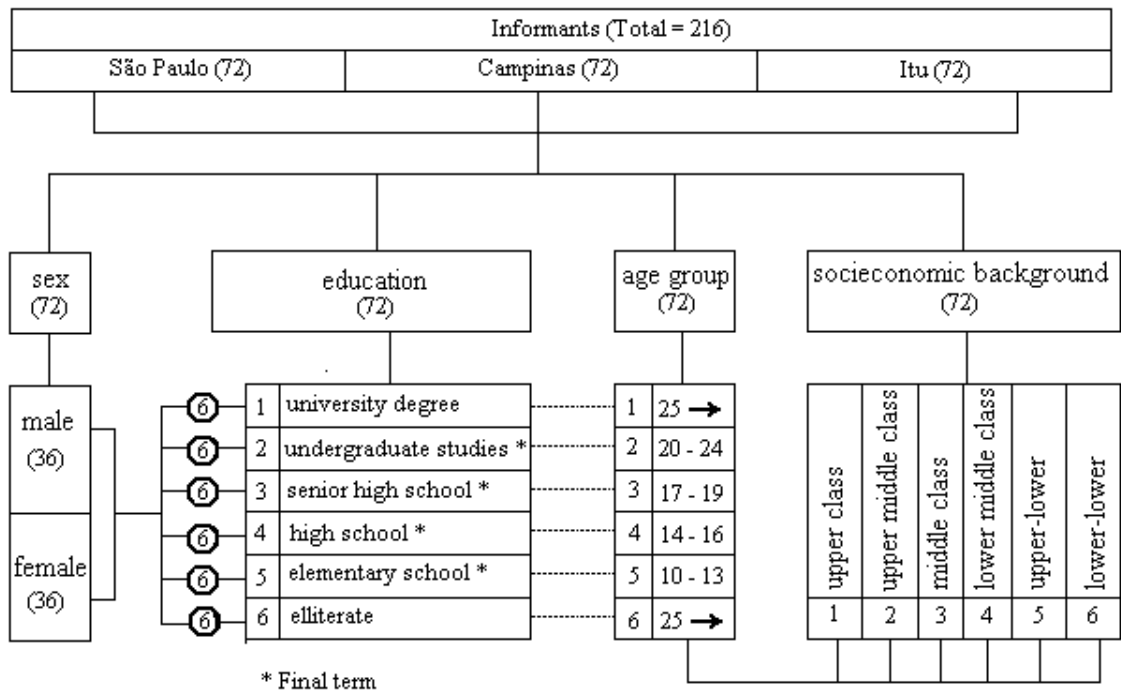 Informants (Total = 216)
São Paulo (72)
Campinas (72)
Itu (72)
sex
(72)
education
(72)
age group
(72)
socieconomic background
(72)
male
(36)
female
(36)
6 1 university degree 1 25 →
6 2 undergraduate studies * 2 20 - 24
6 3 senior high school * 3 17 - 19
6 4 high school * 4 14 - 16
6 5 elementary school * 5 10 - 13
6 6 elliterate 6 25 →
upper class
upper middle class
middle class
lower middle class
upper-lower
lower-lower
1 2 3 4 5 6
* Final term